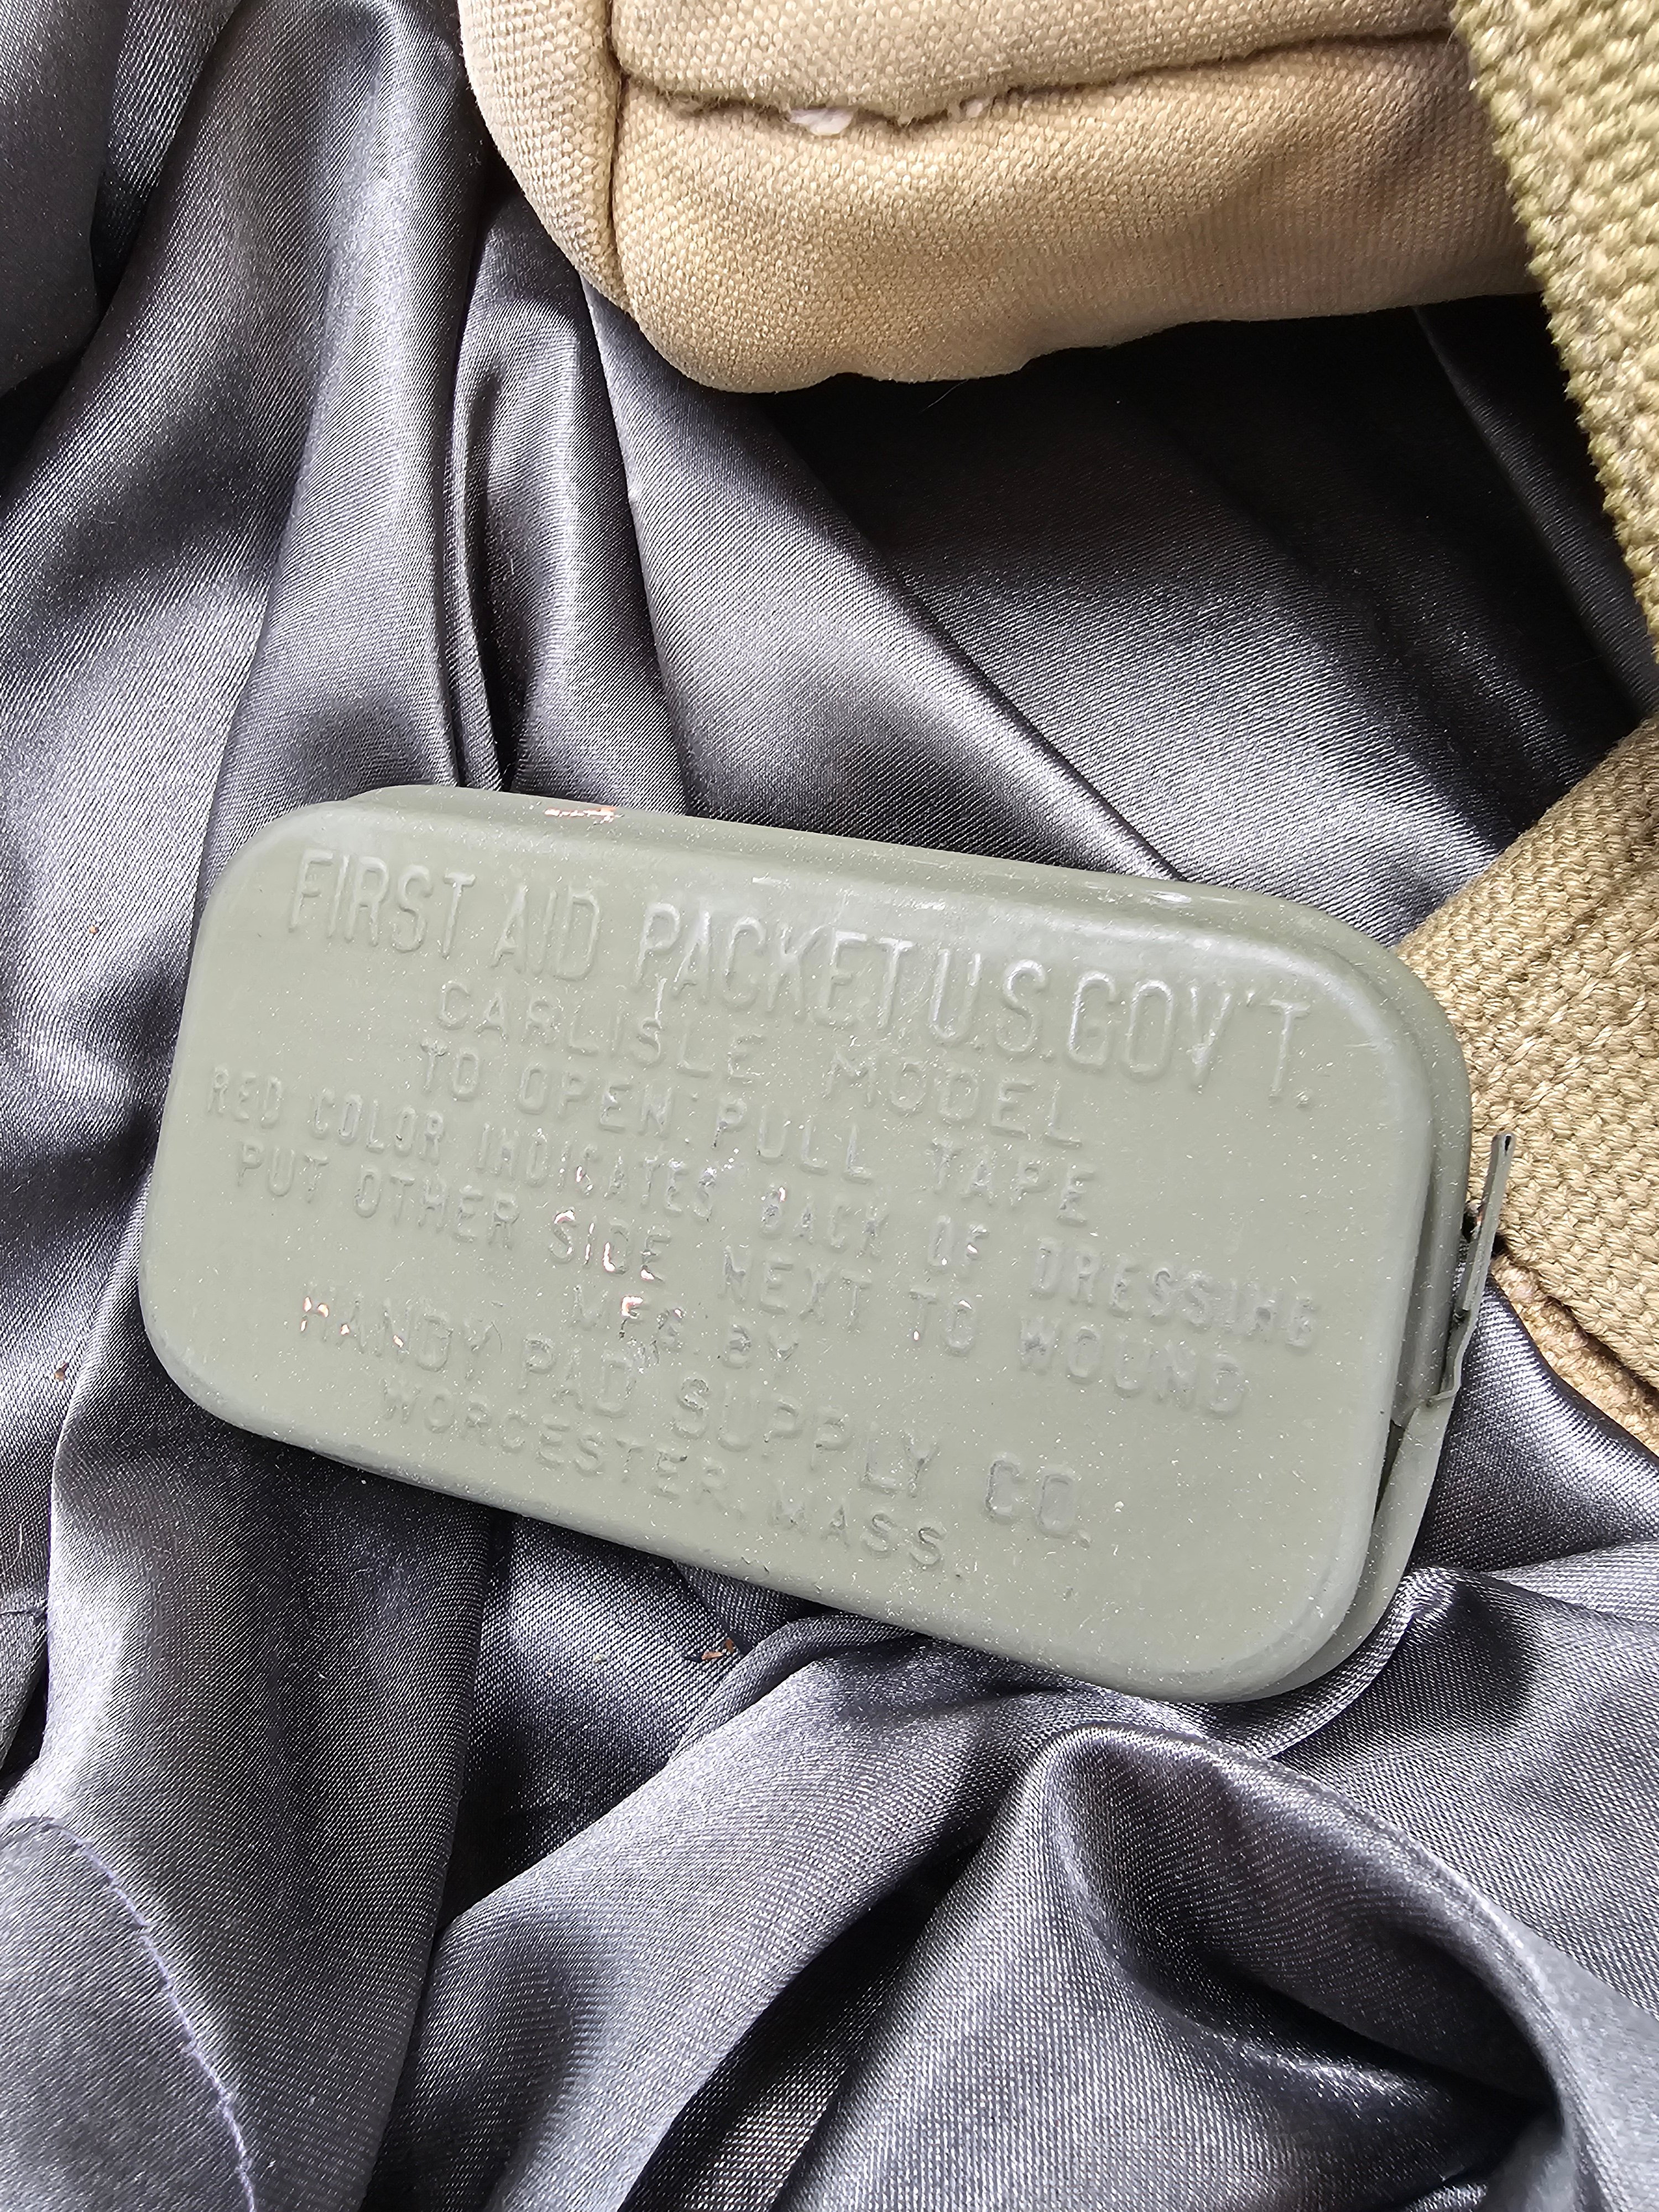 FIRST AID PACKET U.S. GOV'T.
CARLISLE MODEL
TO OPEN PULL TAPE
RED COLOR INDICATES BACK OF DRESSING
PUT OTHER SIDE NEXT TO WOUND
MFG. BY
HANDY PAD SUPPLY CO.
WORCESTER, MASS.